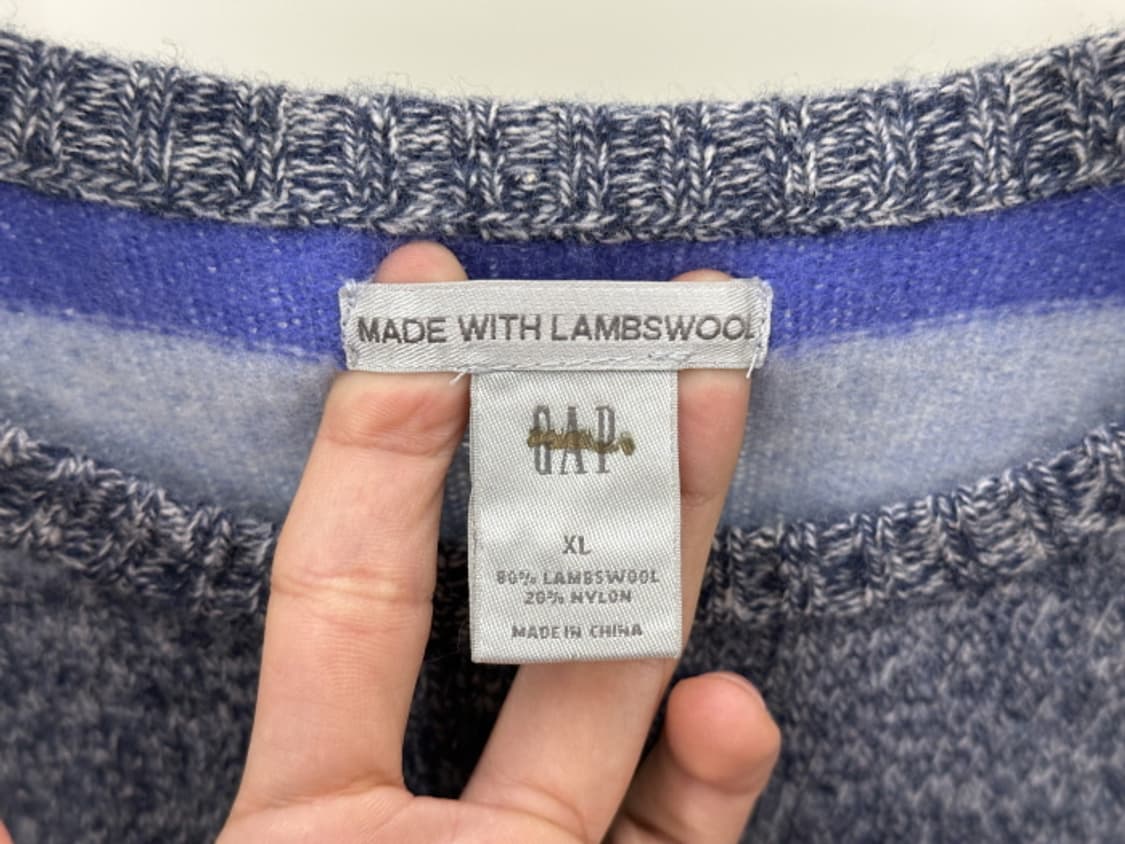 MADE WITH LAMBSWOOL
GAP
XL
80% LAMBSWOOL
20% NYLON
MADE IN CHINA